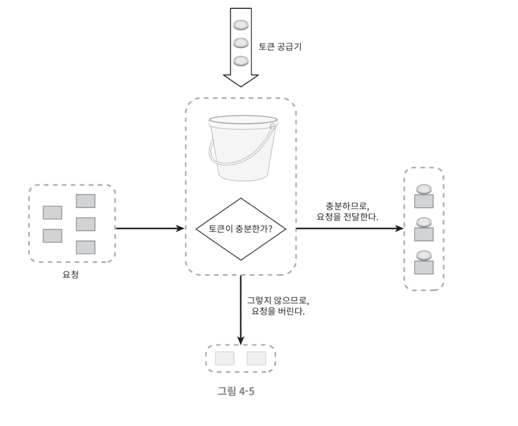 토큰 공급기
토큰이 충분한가?
충분하므로,
요청을 전달한다.
요청
그렇지 않으므로,
요청을 버린다.
그림 4-5